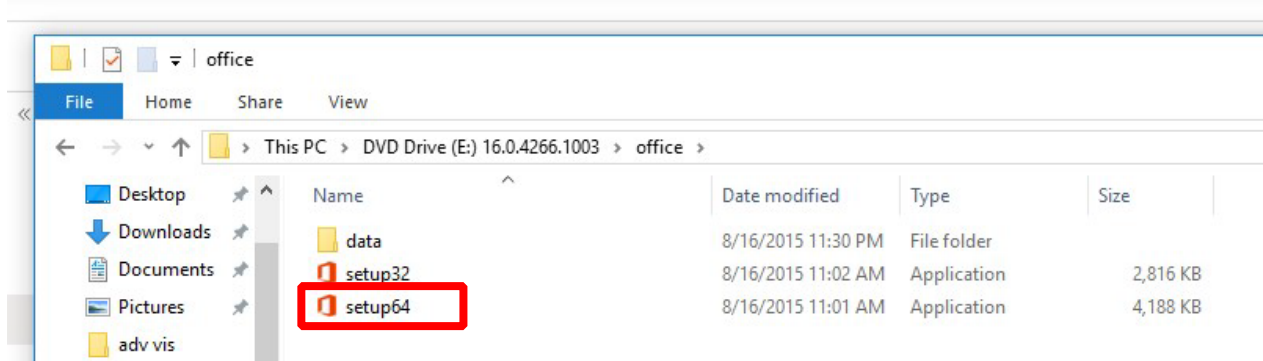 office
File Home Share View
This PC > DVD Drive (E:) 16.0.4266.1003 > office >
Desktop Name Date modified Type Size
Downloads data 8/16/2015 11:30 PM File folder
Documents setup32 8/16/2015 11:02 AM Application 2,816 KB
Pictures setup64 8/16/2015 11:01 AM Application 4,188 KB
adv vis